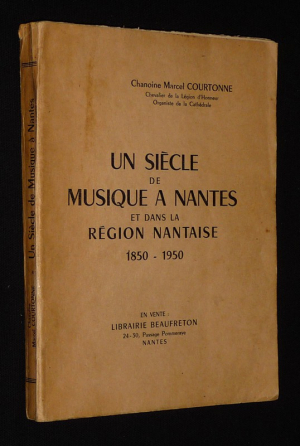 Chanoine Marcel COURTONNE
Chevalier de la Légion d'Honneur
Organiste de la Cathédrale
UN SIÈCLE
DE
MUSIQUE A NANTES
ET DANS LA
RÉGION NANTAISE
1850 - 1950
EN VENTE :
LIBRAIRIE BEAUFRETON
24-30, Passage Pommeraye
NANTES
Un Siècle de Musique à Nantes